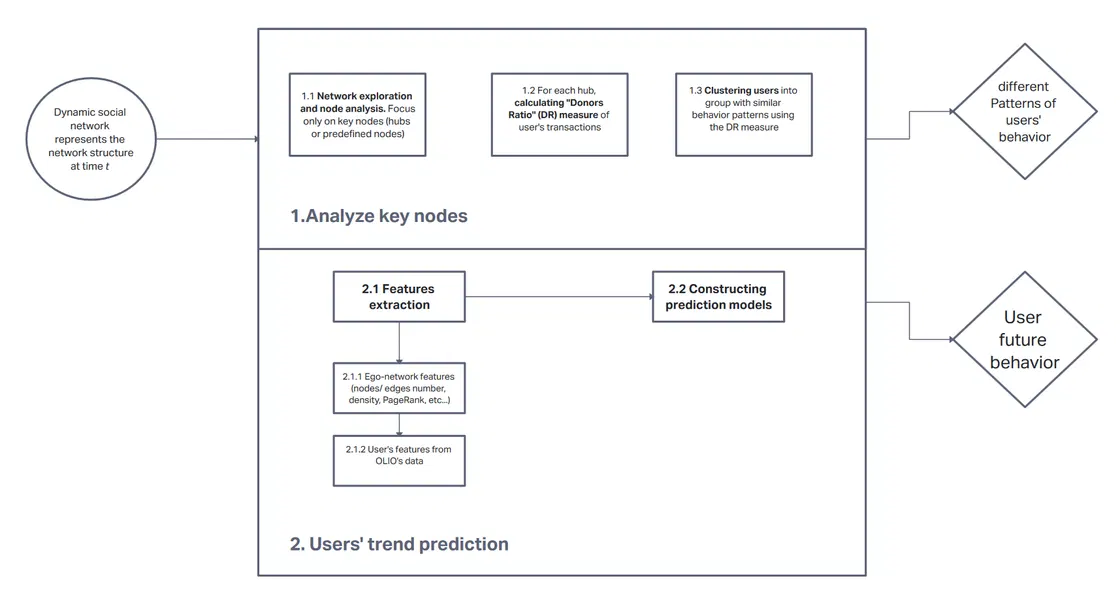 Dynamic social
network
represents the
network structure
at time t
1.1 Network exploration
and node analysis. Focus
only on key nodes (hubs
or predefined nodes)
1.2 For each hub,
calculating "Donors
Ratio" (DR) measure of
user's transactions
1.3 Clustering users into
group with similar
behavior patterns using
the DR measure
1.Analyze key nodes
different
Patterns of
users'
behavior
2.1 Features
extraction
2.2 Constructing
prediction models
2.1.1 Ego-network features
(nodes/ edges number,
density, PageRank, etc...)
2.1.2 User's features from
OLIO's data
2. Users' trend prediction
User
future
behavior